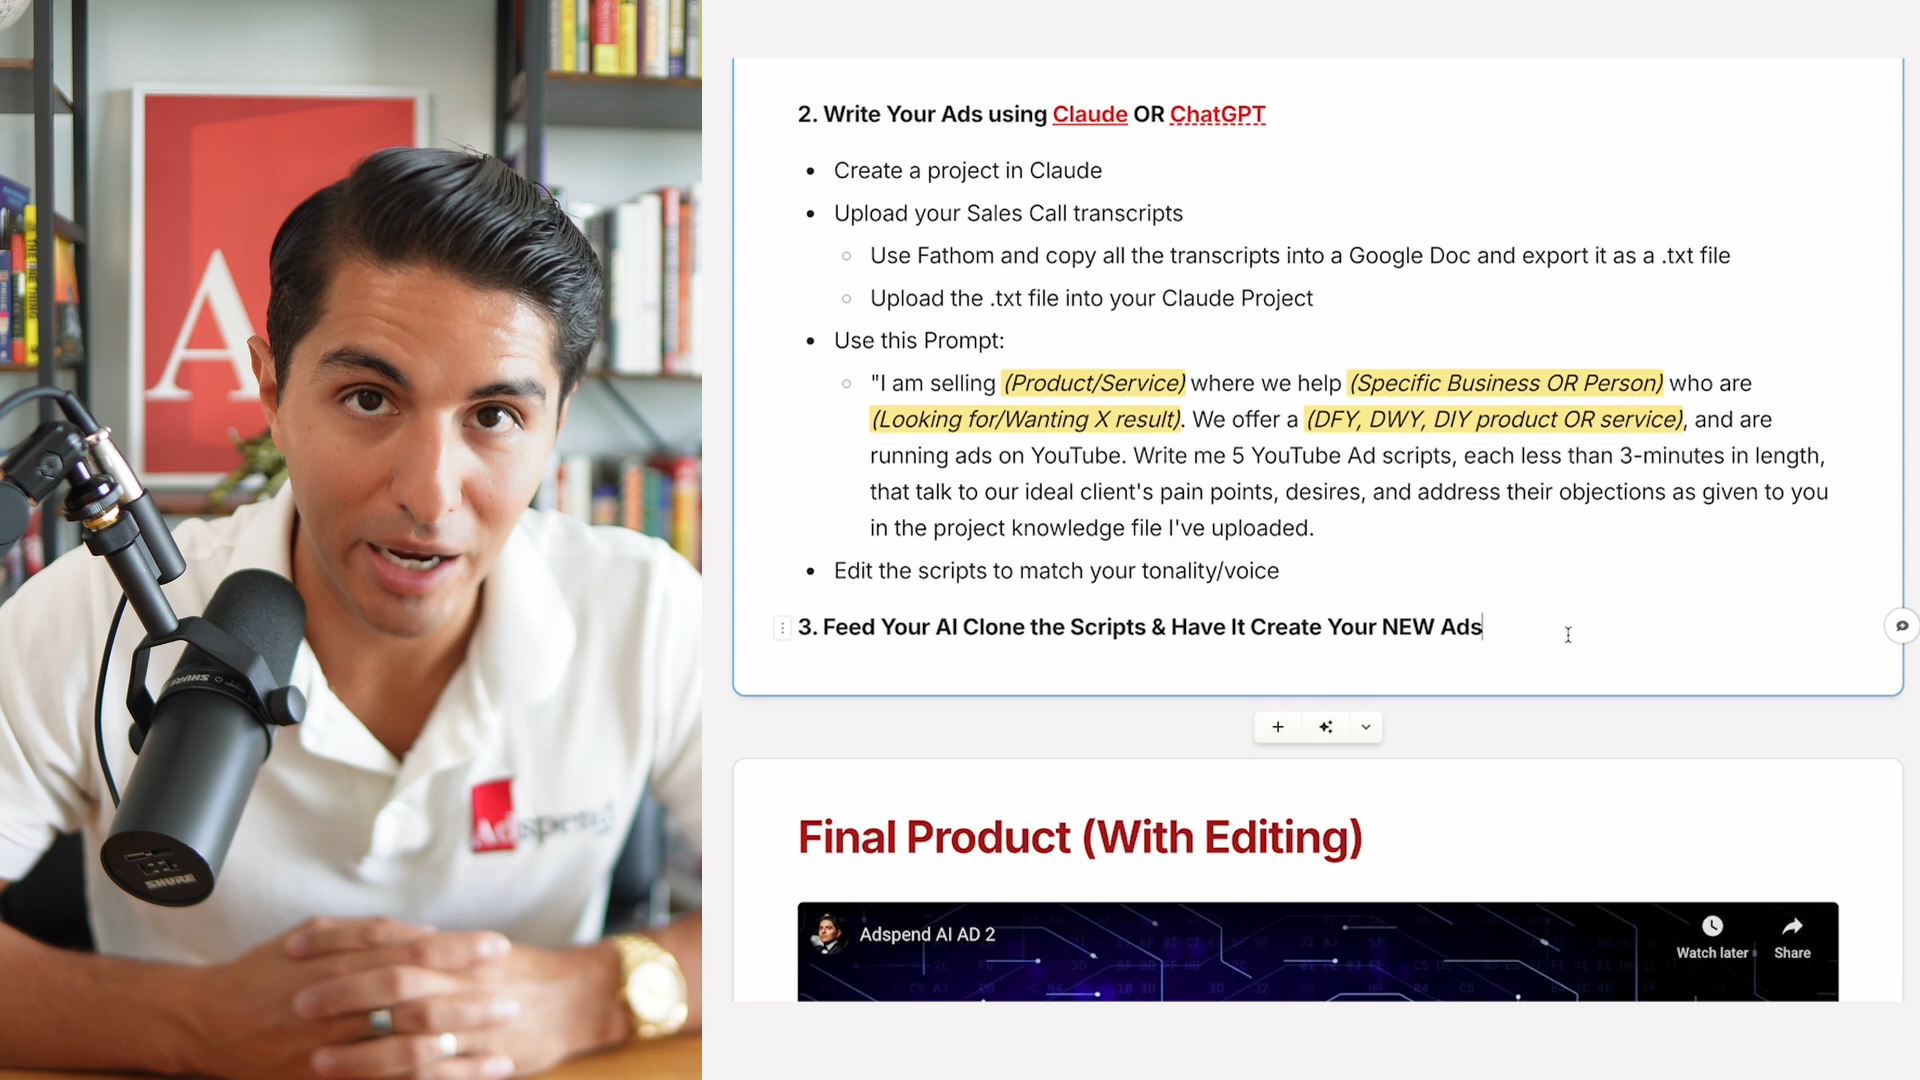 A
SHURE
SHURE
Adspend
2. Write Your Ads using Claude OR ChatGPT
• Create a project in Claude
• Upload your Sales Call transcripts
○ Use Fathom and copy all the transcripts into a Google Doc and export it as a .txt file
○ Upload the .txt file into your Claude Project
• Use this Prompt:
○ "I am selling (Product/Service) where we help (Specific Business OR Person) who are
(Looking for/Wanting X result). We offer a (DFY, DWY, DIY product OR service), and are
running ads on YouTube. Write me 5 YouTube Ad scripts, each less than 3-minutes in length,
that talk to our ideal client's pain points, desires, and address their objections as given to you
in the project knowledge file I've uploaded.
• Edit the scripts to match your tonality/voice
3. Feed Your AI Clone the Scripts & Have It Create Your NEW Ads
Final Product (With Editing)
Adspend AI AD 2
Watch later
Share